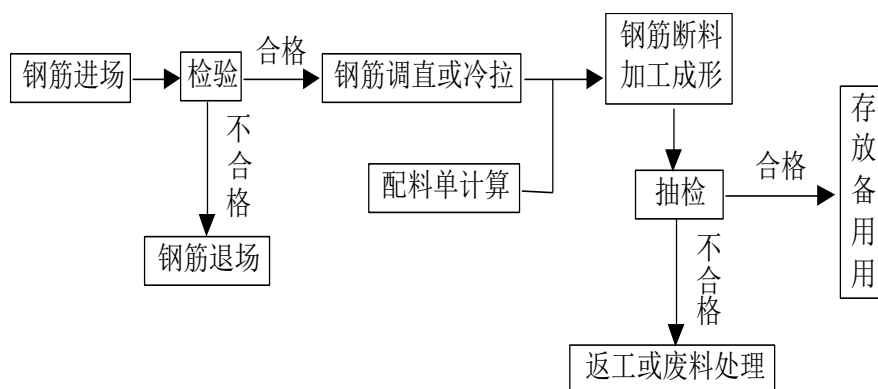 钢筋进场
检验
合格
钢筋调直或冷拉
钢筋断料
加工成形
存放备用用
不合格
配料单计算
抽检
合格
钢筋退场
不合格
返工或废料处理